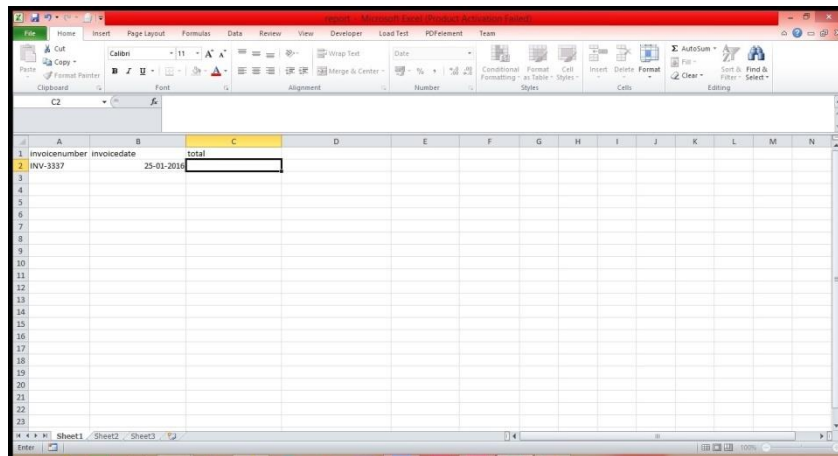 report - Microsoft Excel (Product Activation Failed)
File Home Insert Page Layout Formulas Data Review View Developer Load Test PDFelement Team
Cut
Copy
Format Painter
Paste
Clipboard
Calibri 11
B I U
Font
Wrap Text
Merge & Center
Alignment
Date
Number
Conditional Formatting
Format as Table
Cell Styles
Styles
Insert Delete Format
Cells
AutoSum
Fill
Clear
Sort & Filter
Find & Select
Editing
C2 fx
A B C D E F G H I J K L M N
1 invoicenumber invoicedate total
2 INV-3337 25-01-2016
3
4
5
6
7
8
9
10
11
12
13
14
15
16
17
18
19
20
21
22
23
Sheet1 Sheet2 Sheet3
Enter 100%